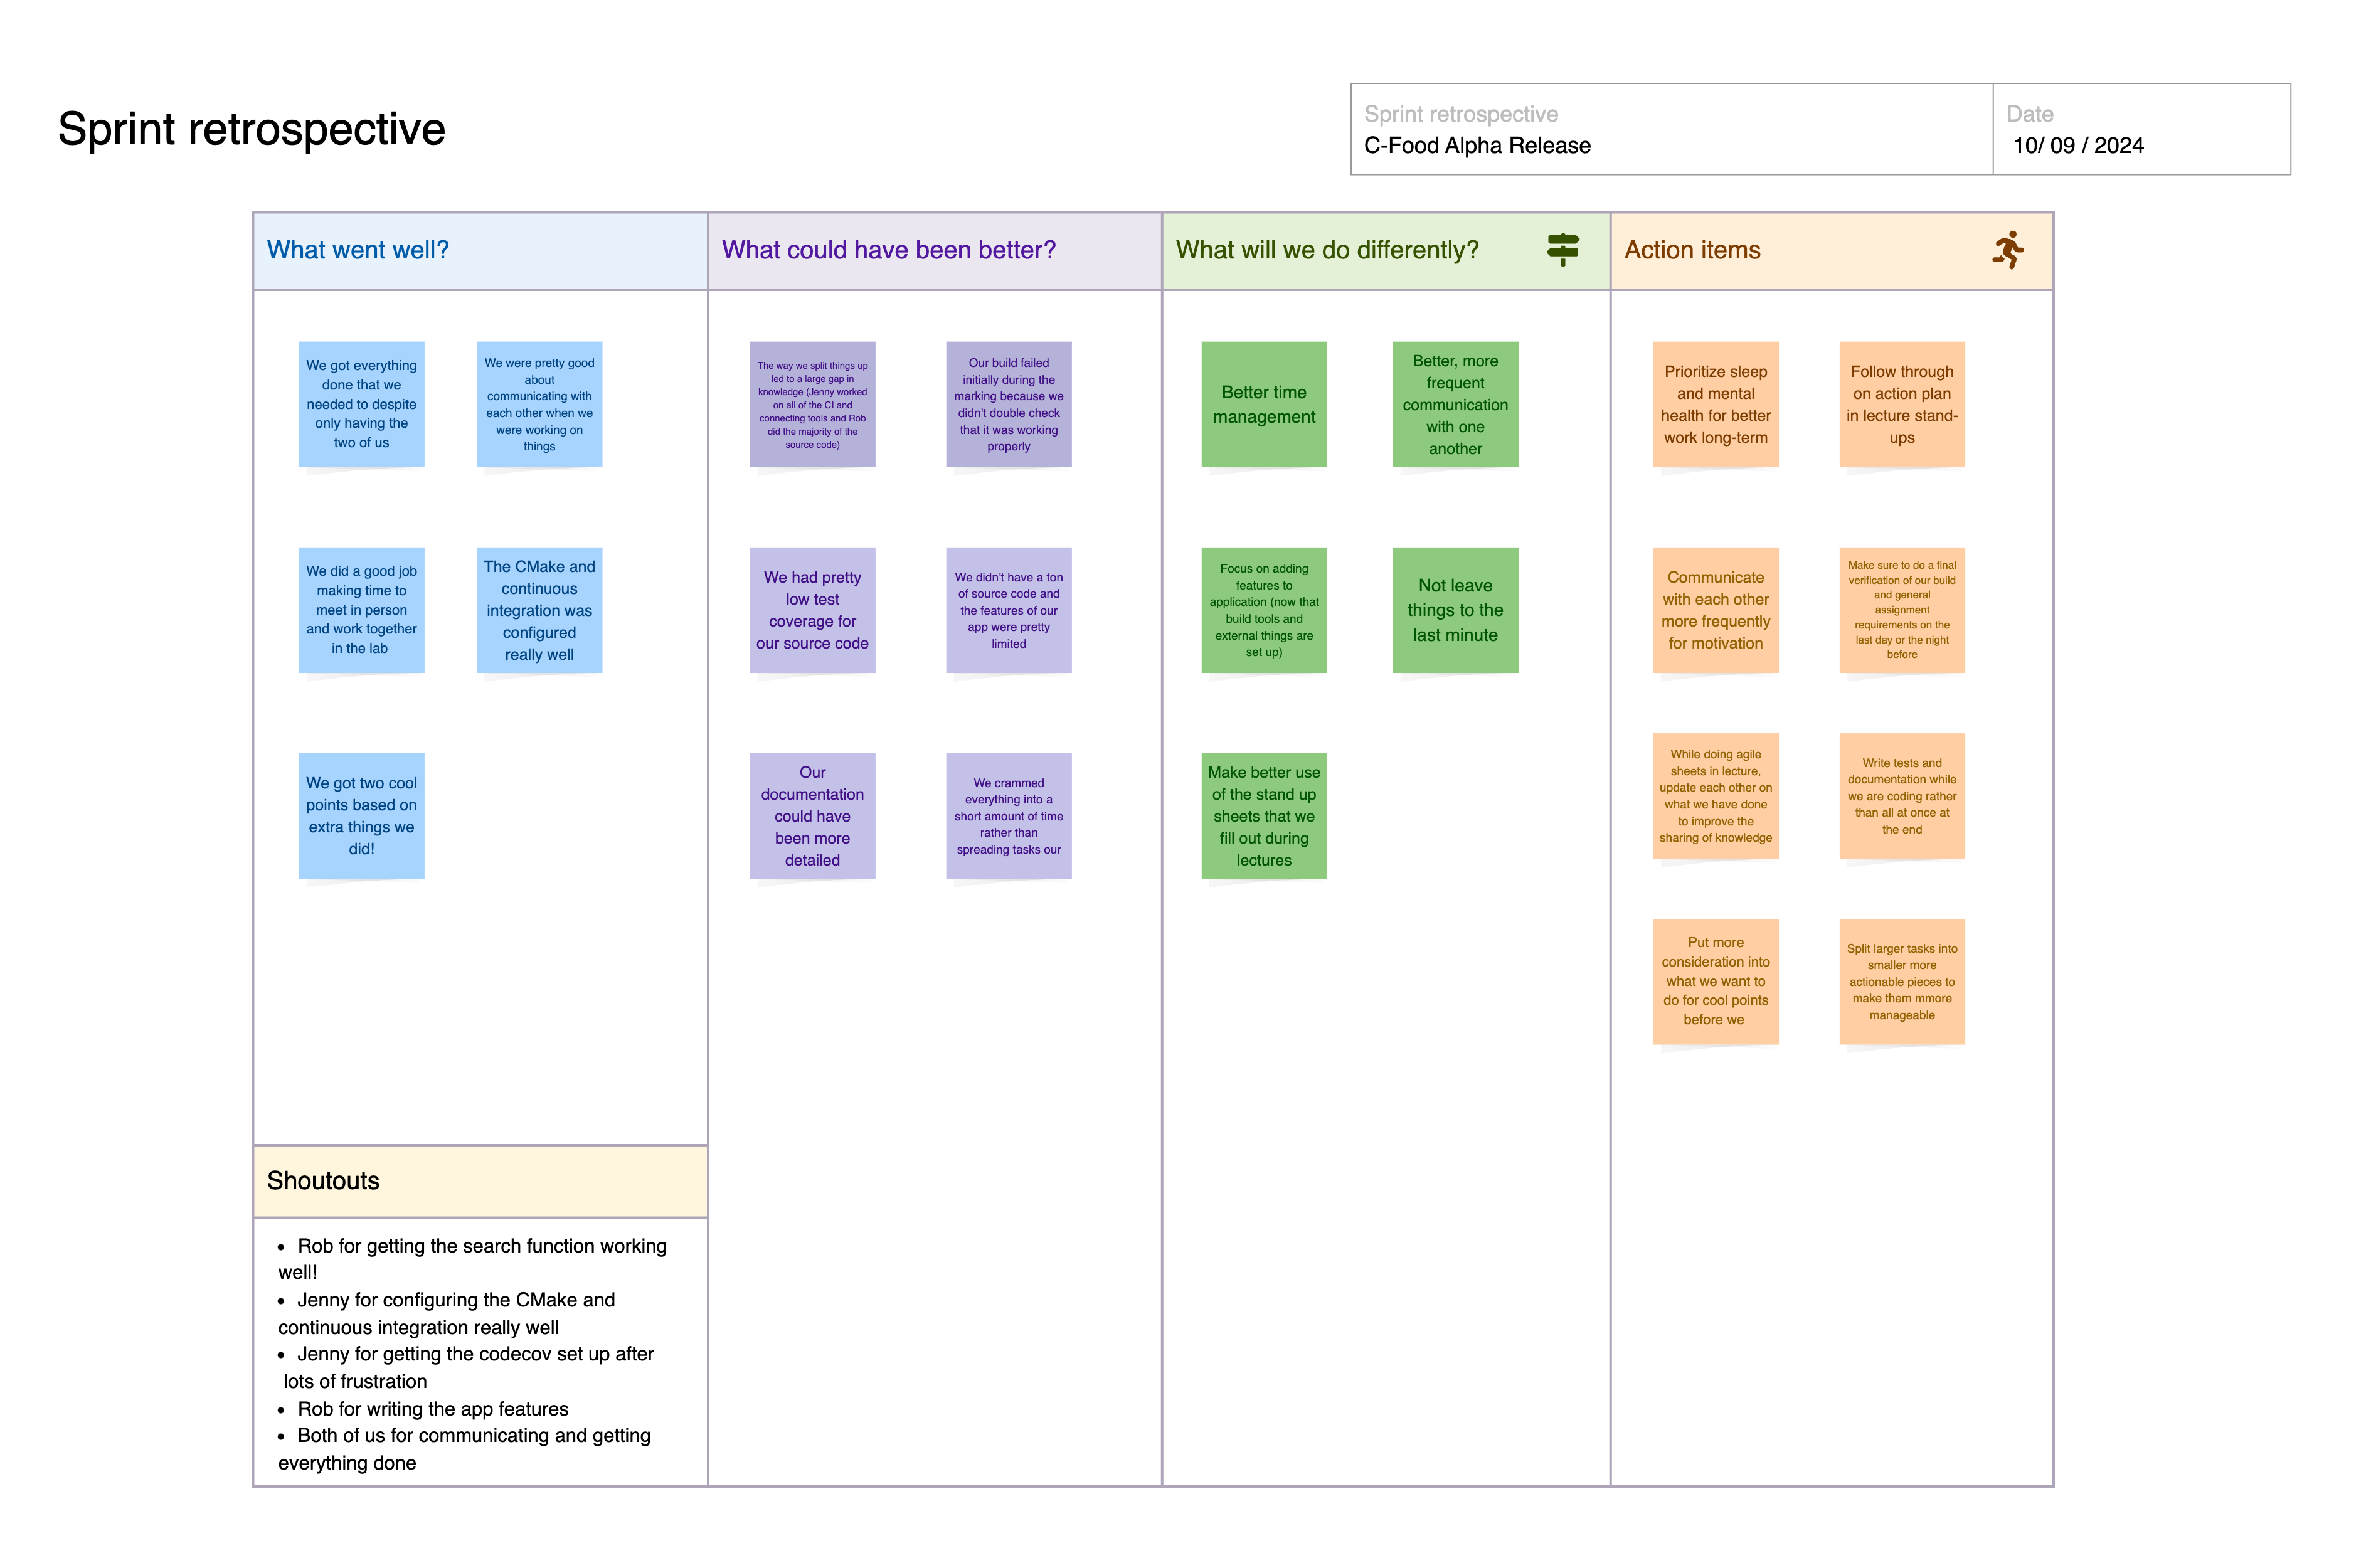 Sprint retrospective
Sprint retrospective
C-Food Alpha Release
Date
10/ 09 / 2024
What went well?
We got everything
done that we
needed to despite
only having the
two of us
We were pretty good
about
communicating with
each other when we
were working on
things
We did a good job
making time to
meet in person
and work together
in the lab
The CMake and
continuous
integration was
configured
really well
We got two cool
points based on
extra things we
did!
Shoutouts
• Rob for getting the search function working
well!
• Jenny for configuring the CMake and
continuous integration really well
• Jenny for getting the codecov set up after
lots of frustration
• Rob for writing the app features
• Both of us for communicating and getting
everything done
What could have been better?
The way we split things up
led to a large gap in
knowledge (Jenny worked
on all of the CI and
connecting tools and Rob
did the majority of the
source code)
Our build failed
initially during the
marking because we
didn't double check
that it was working
properly
We had pretty
low test
coverage for
our source code
We didn't have a ton
of source code and
the features of our
app were pretty
limited
Our
documentation
could have
been more
detailed
We crammed
everything into a
short amount of time
rather than
spreading tasks our
What will we do differently?
Better time
management
Better, more
frequent
communication
with one
another
Focus on adding
features to
application (now that
build tools and
external things are
set up)
Not leave
things to the
last minute
Make better use
of the stand up
sheets that we
fill out during
lectures
Action items
Prioritize sleep
and mental
health for better
work long-term
Follow through
on action plan
in lecture stand-
ups
Communicate
with each other
more frequently
for motivation
Make sure to do a final
verification of our build
and general
assignment
requirements on the
last day or the night
before
While doing agile
sheets in lecture,
update each other on
what we have done
to improve the
sharing of knowledge
Write tests and
documentation while
we are coding rather
than all at once at
the end
Put more
consideration into
what we want to
do for cool points
before we
Split larger tasks into
smaller more
actionable pieces to
make them mmore
manageable